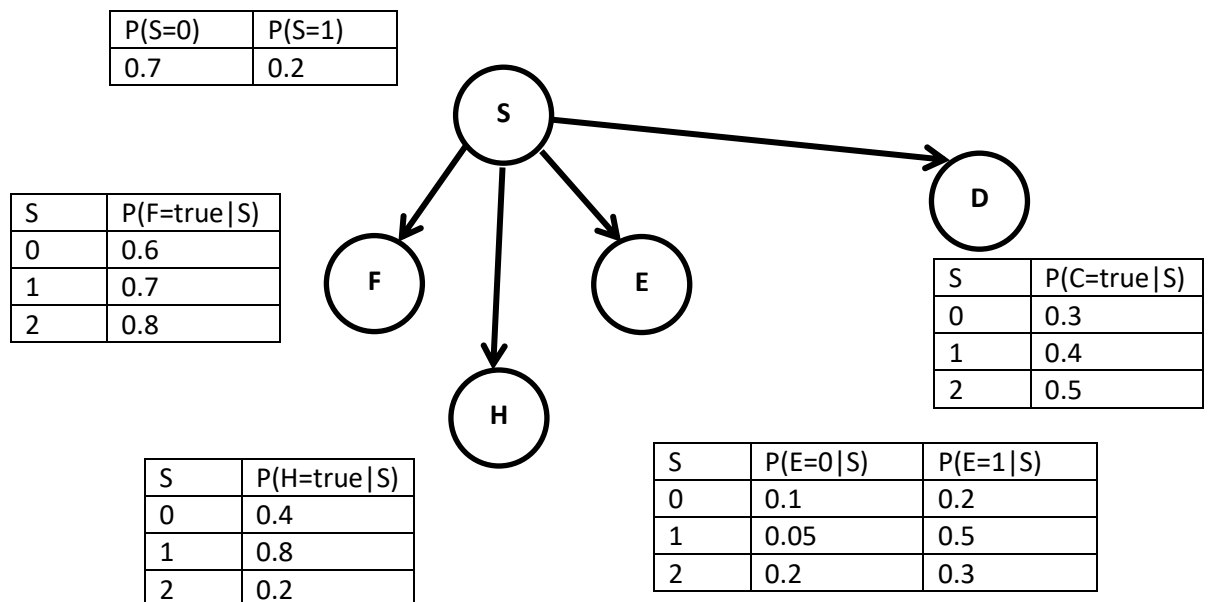 P(S=0) P(S=1)
0.7 0.2
S
D
S P(F=true|S)
0 0.6
1 0.7
2 0.8
F
E
S P(C=true|S)
0 0.3
1 0.4
2 0.5
H
S P(H=true|S)
0 0.4
1 0.8
2 0.2
S P(E=0|S) P(E=1|S)
0 0.1 0.2
1 0.05 0.5
2 0.2 0.3